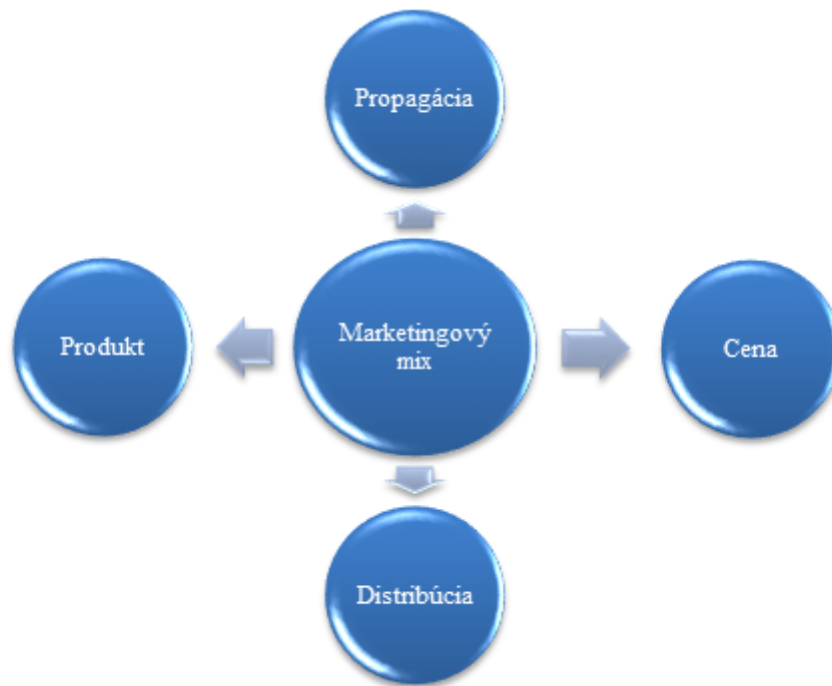 Propagácia
Produkt
Marketingový
mix
Cena
Distribúcia